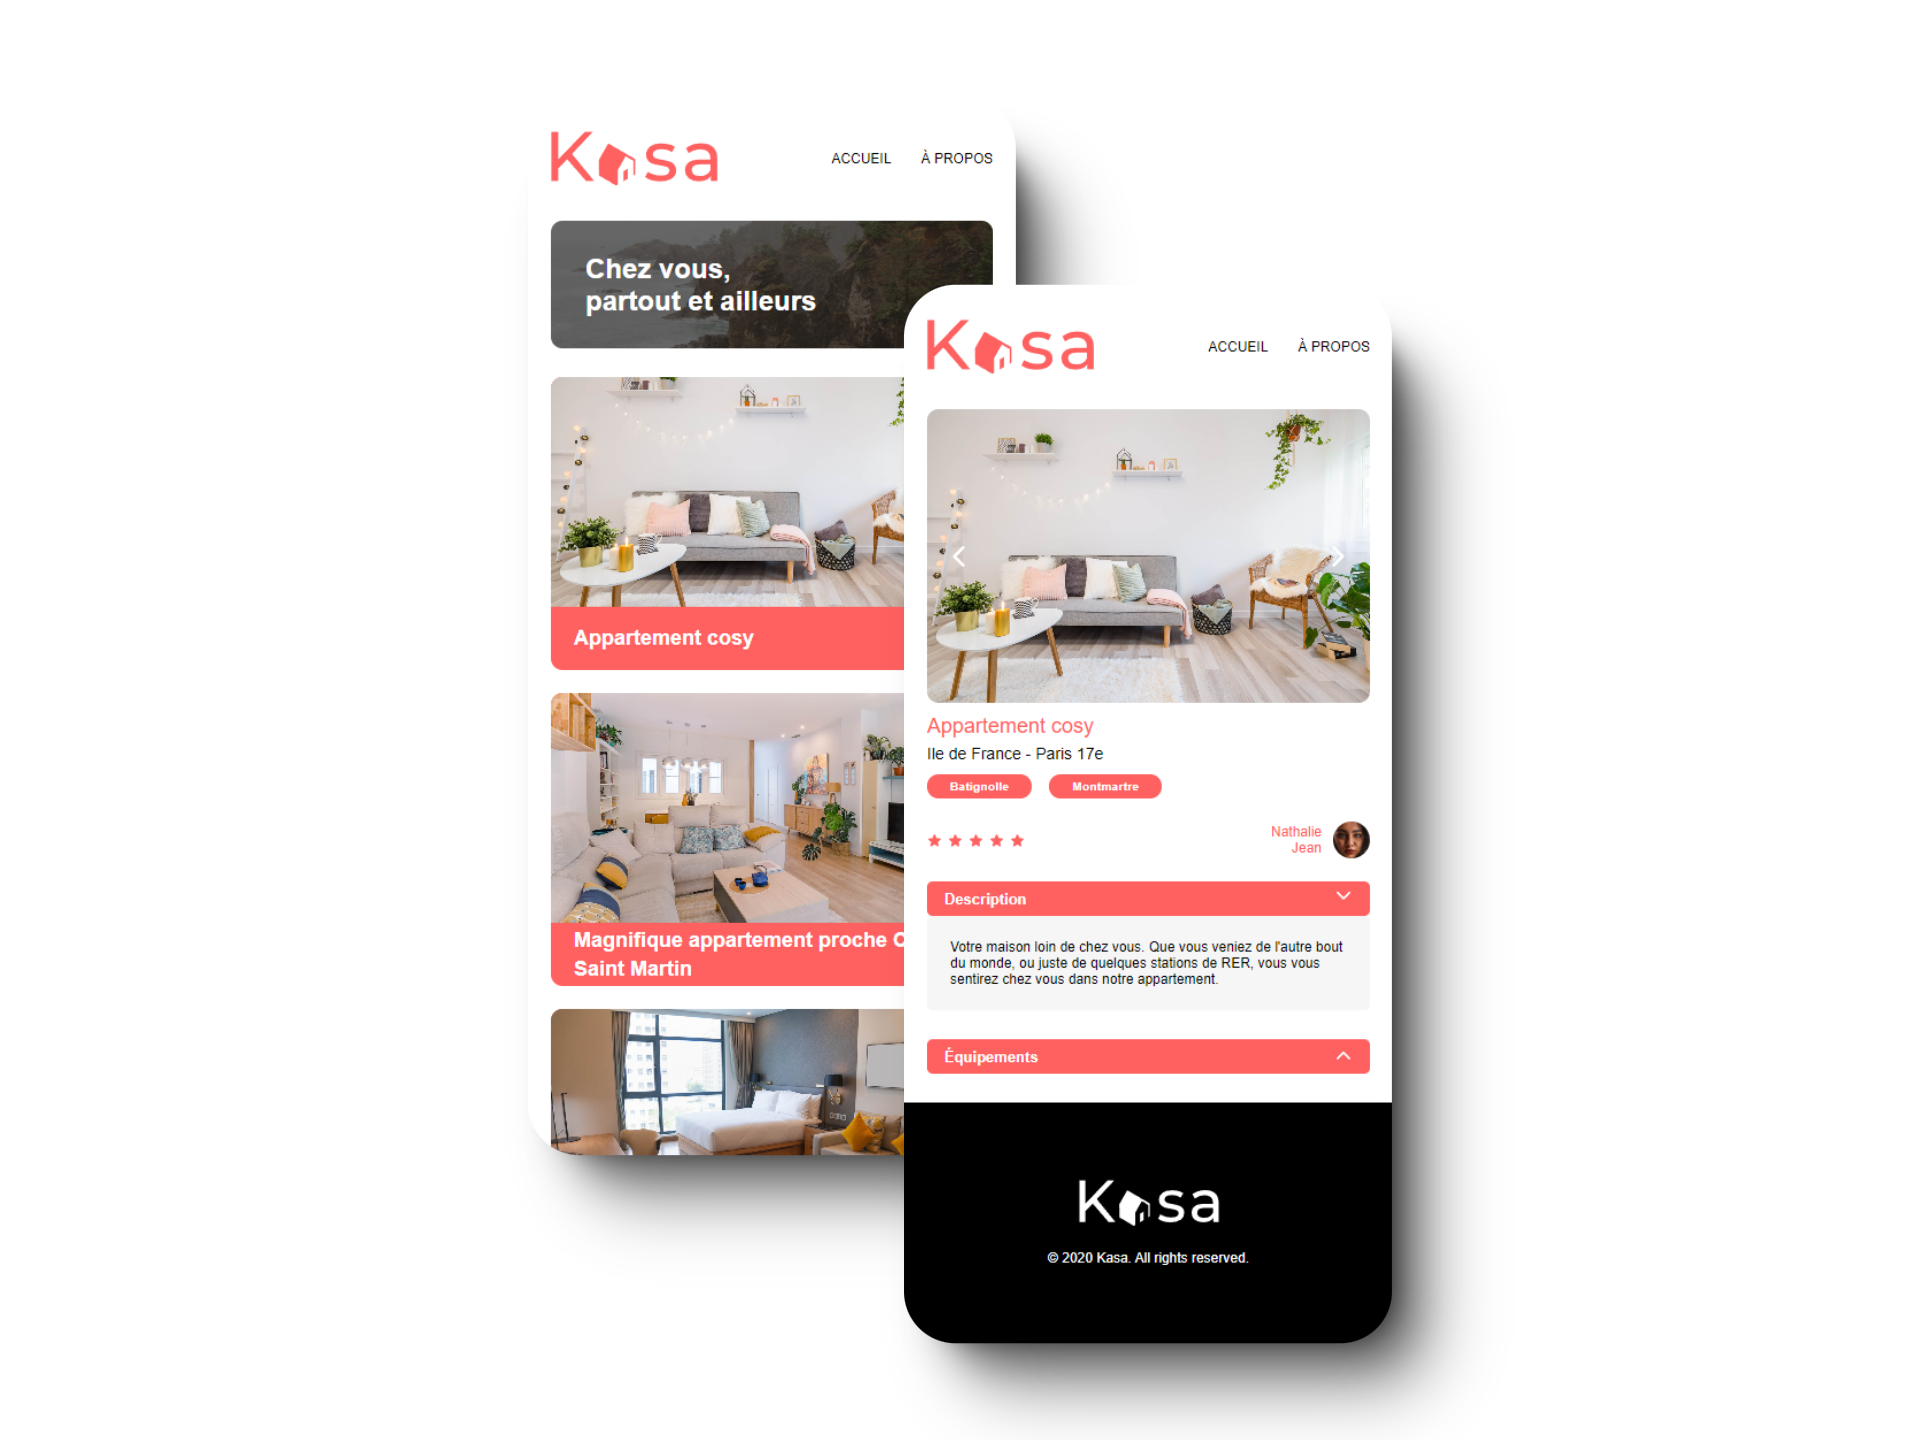 Kasa
ACCUEIL À PROPOS
Chez vous,
partout et ailleurs
Appartement cosy
Magnifique appartement proche
Saint Martin
Kasa
ACCUEIL À PROPOS
Appartement cosy
Ile de France - Paris 17e
Batignolle Montmartre
Nathalie
Jean
Description
Votre maison loin de chez vous. Que vous veniez de l'autre bout
du monde, ou juste de quelques stations de RER, vous vous
sentirez chez vous dans notre appartement.
Équipements
Kasa
© 2020 Kasa. All rights reserved.